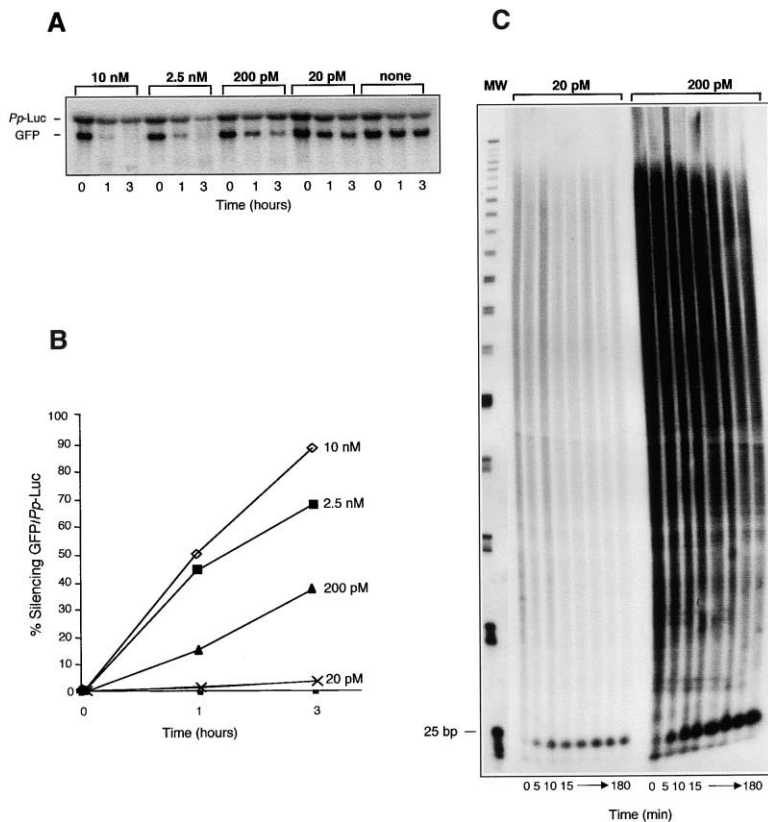 A
10 nM 2.5 nM 200 pM 20 pM none
Pp-Luc
GFP
0 1 3 0 1 3 0 1 3 0 1 3 0 1 3
Time (hours)
B
100
90
80
70
60
50
40
30
20
10
0
% Silencing GFP/Pp-Luc
10 nM
2.5 nM
200 pM
20 pM
0 1 3
Time (hours)
C
MW 20 pM 200 pM
25 bp
0 5 10 15 180 0 5 10 15 180
Time (min)